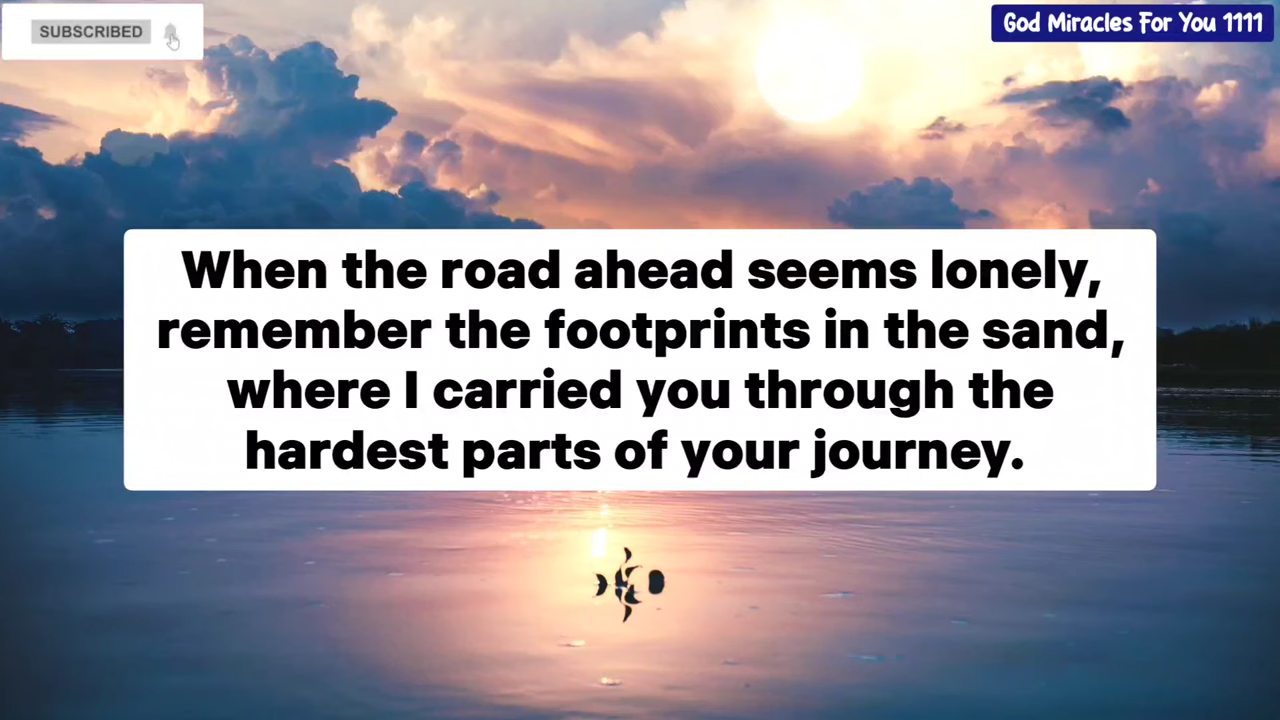 SUBSCRIBED
God Miracles For You 1111
When the road ahead seems lonely,
remember the footprints in the sand,
where I carried you through the
hardest parts of your journey.